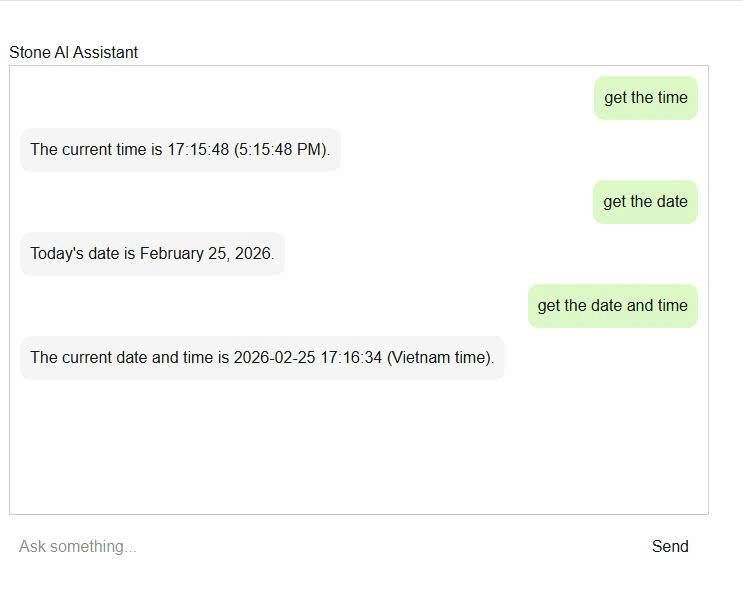 Stone AI Assistant
get the time
The current time is 17:15:48 (5:15:48 PM).
get the date
Today's date is February 25, 2026.
get the date and time
The current date and time is 2026-02-25 17:16:34 (Vietnam time).
Ask something...
Send